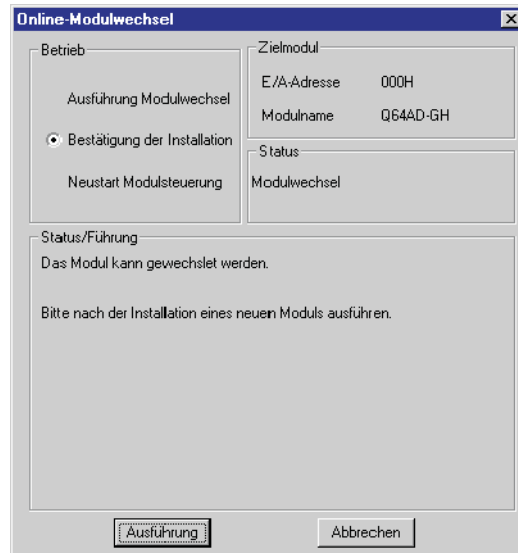 Online-Modulwechsel
Betrieb
Ausführung Modulwechsel
Bestätigung der Installation
Neustart Modulsteuerung
Zielmodul
E/A-Adresse 000H
Modulname Q64AD-GH
Status
Modulwechsel
Status/Führung
Das Modul kann gewechslet werden.
Bitte nach der Installation eines neuen Moduls ausführen.
Ausführung
Abbrechen